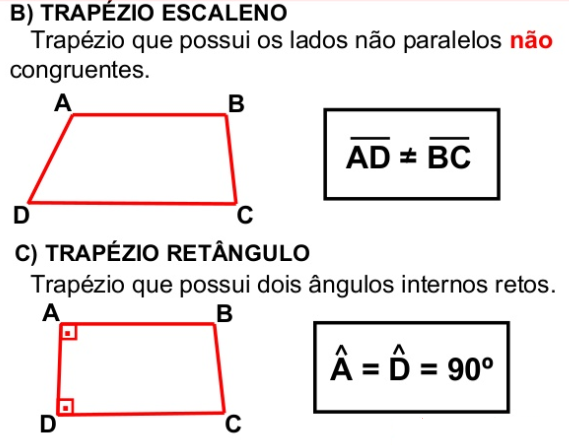 B) TRAPÉZIO ESCALENO
Trapézio que possui os lados não paralelos não
congruentes.
A
B
AD ≠ BC
D
C
C) TRAPÉZIO RETÂNGULO
Trapézio que possui dois ângulos internos retos.
A
B
Â = D̂ = 90º
D
C